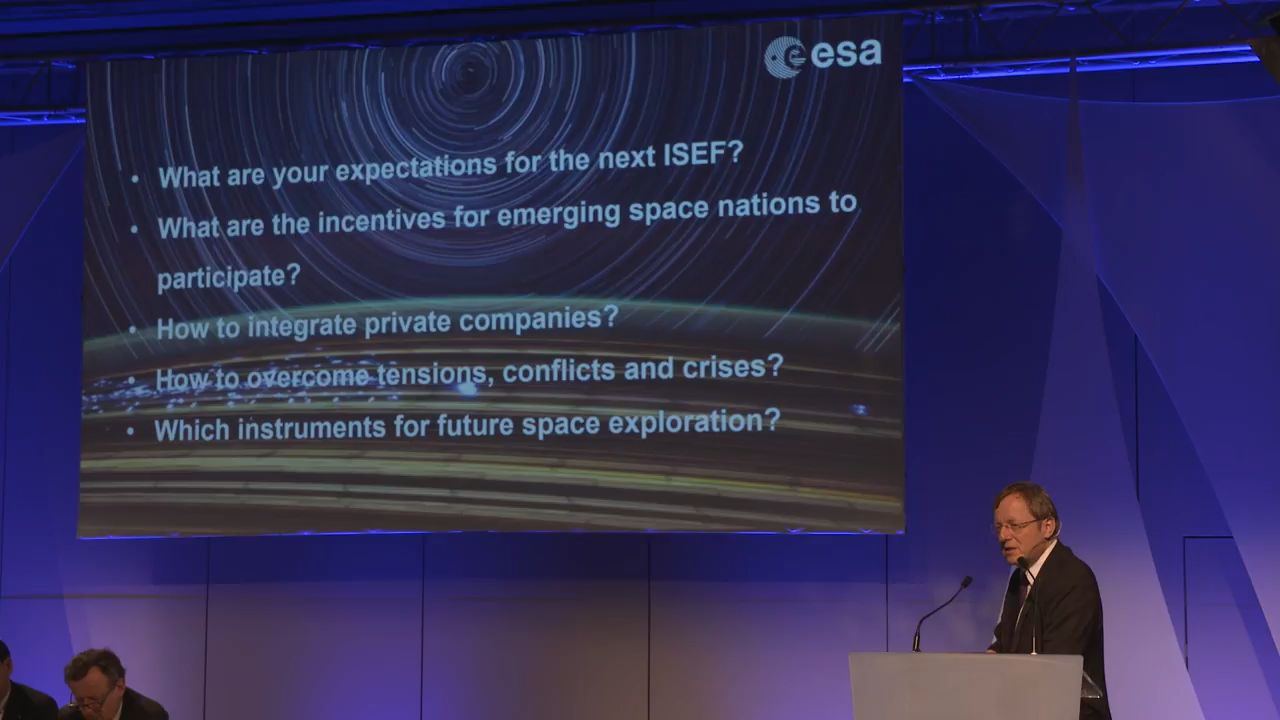 esa
• What are your expectations for the next ISEF?
• What are the incentives for emerging space nations to
participate?
• How to integrate private companies?
• How to overcome tensions, conflicts and crises?
• Which instruments for future space exploration?